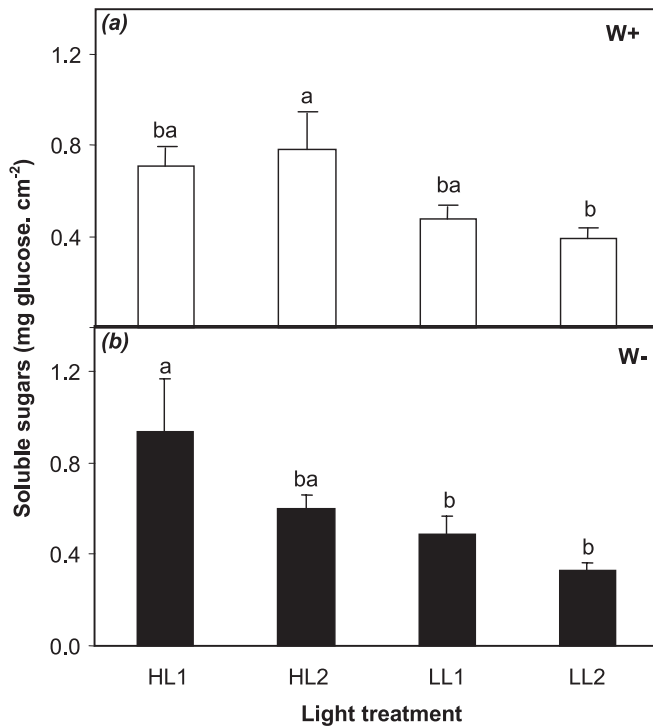 (a)
W+
1.2
a
ba
0.8
ba
b
0.4
Soluble sugars (mg glucose. cm-2)
(b)
W-
a
1.2
0.8
ba
b
b
0.4
0.0
HL1 HL2 LL1 LL2
Light treatment